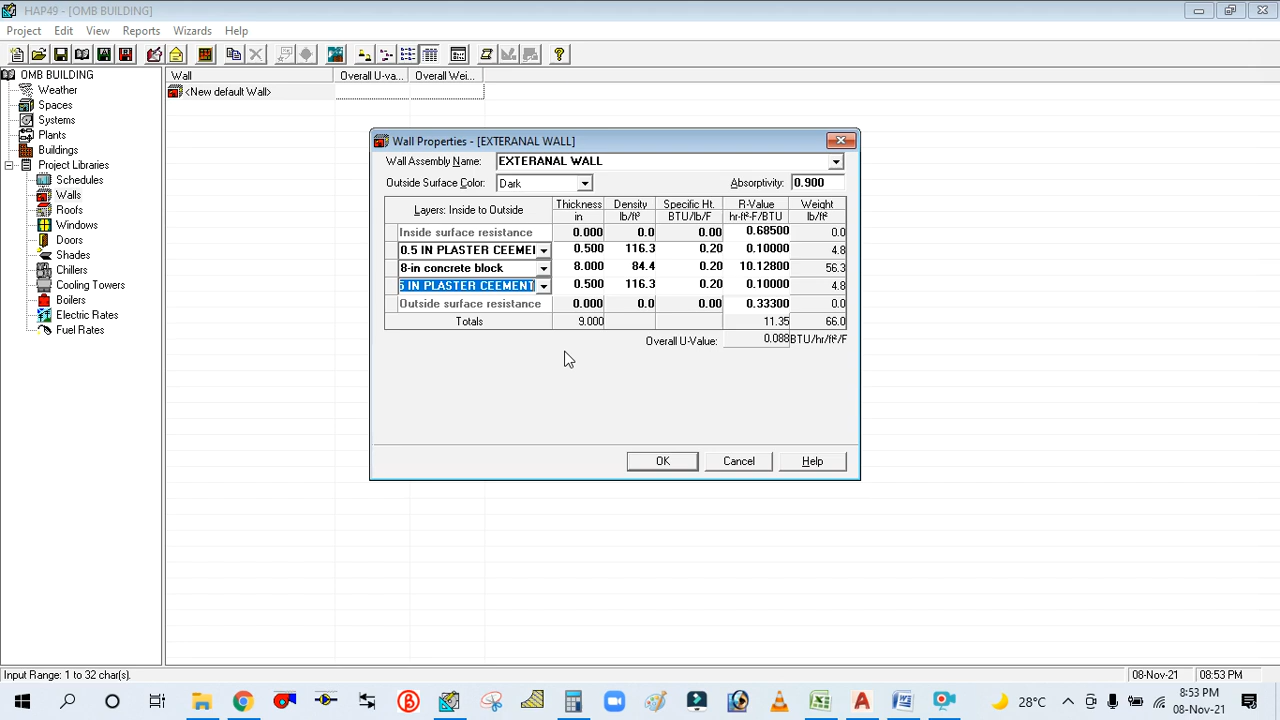 HAP49 - [OMB BUILDING]
Project Edit View Reports Wizards Help
OMB BUILDING
Weather
Spaces
Systems
Plants
Buildings
Project Libraries
Schedules
Walls
Roofs
Windows
Doors
Shades
Chillers
Cooling Towers
Boilers
Electric Rates
Fuel Rates
Wall Overall U-va... Overall Wei...
<New default Wall>
Wall Properties - [EXTERANAL WALL]
Wall Assembly Name: EXTERANAL WALL
Outside Surface Color: Dark Absorptivity: 0.900
Layers: Inside to Outside Thickness in Density lb/ft³ Specific Ht. BTU/lb/F R-Value hr-ft²-F/BTU Weight lb/ft²
Inside surface resistance 0.000 0.0 0.00 0.68500 0.0
0.5 IN PLASTER CEEMEI 0.500 116.3 0.20 0.10000 4.8
8-in concrete block 8.000 84.4 0.20 10.12800 56.3
5 IN PLASTER CEEMENT 0.500 116.3 0.20 0.10000 4.8
Outside surface resistance 0.000 0.0 0.00 0.33300 0.0
Totals 9.000 11.35 66.0
Overall U-Value: 0.088 BTU/hr/ft²/F
OK Cancel Help
Input Range: 1 to 32 char(s). 08-Nov-21 08:53 PM
28°C
8:53 PM
08-Nov-21